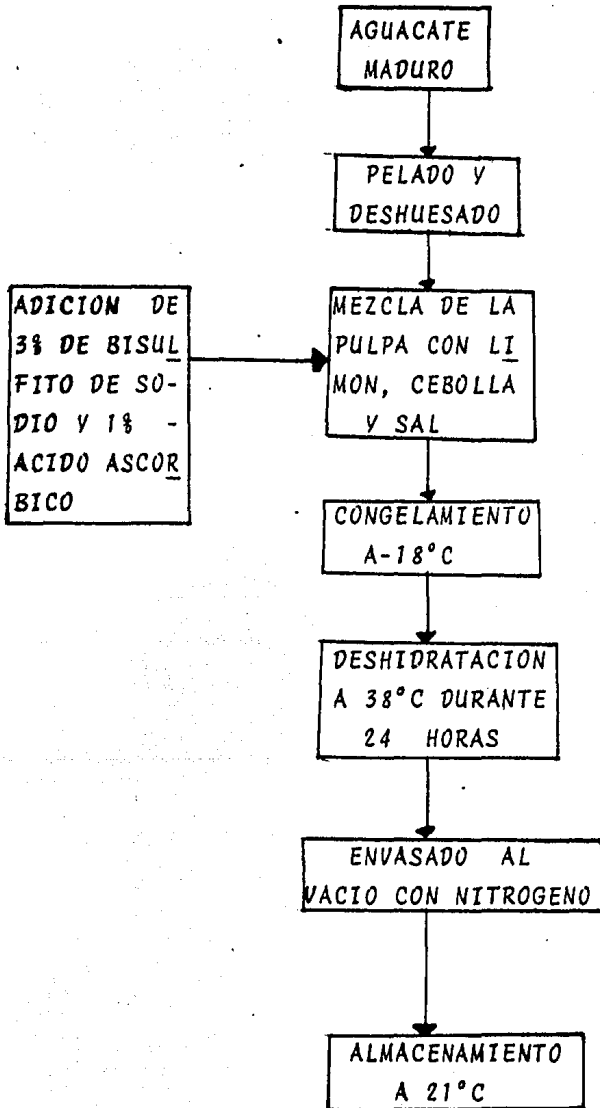 AGUACATE
MADURO
PELADO Y
DESHUESADO
ADICION DE
3% DE BISUL
FITO DE SO-
DIO Y 1% -
ACIDO ASCOR
BICO
MEZCLA DE LA
PULPA CON LI
MON, CEBOLLA
Y SAL
CONGELAMIENTO
A-18°C
DESHIDRATACION
A 38°C DURANTE
24 HORAS
ENVASADO AL
VACIO CON NITROGENO
ALMACENAMIENTO
A 21°C